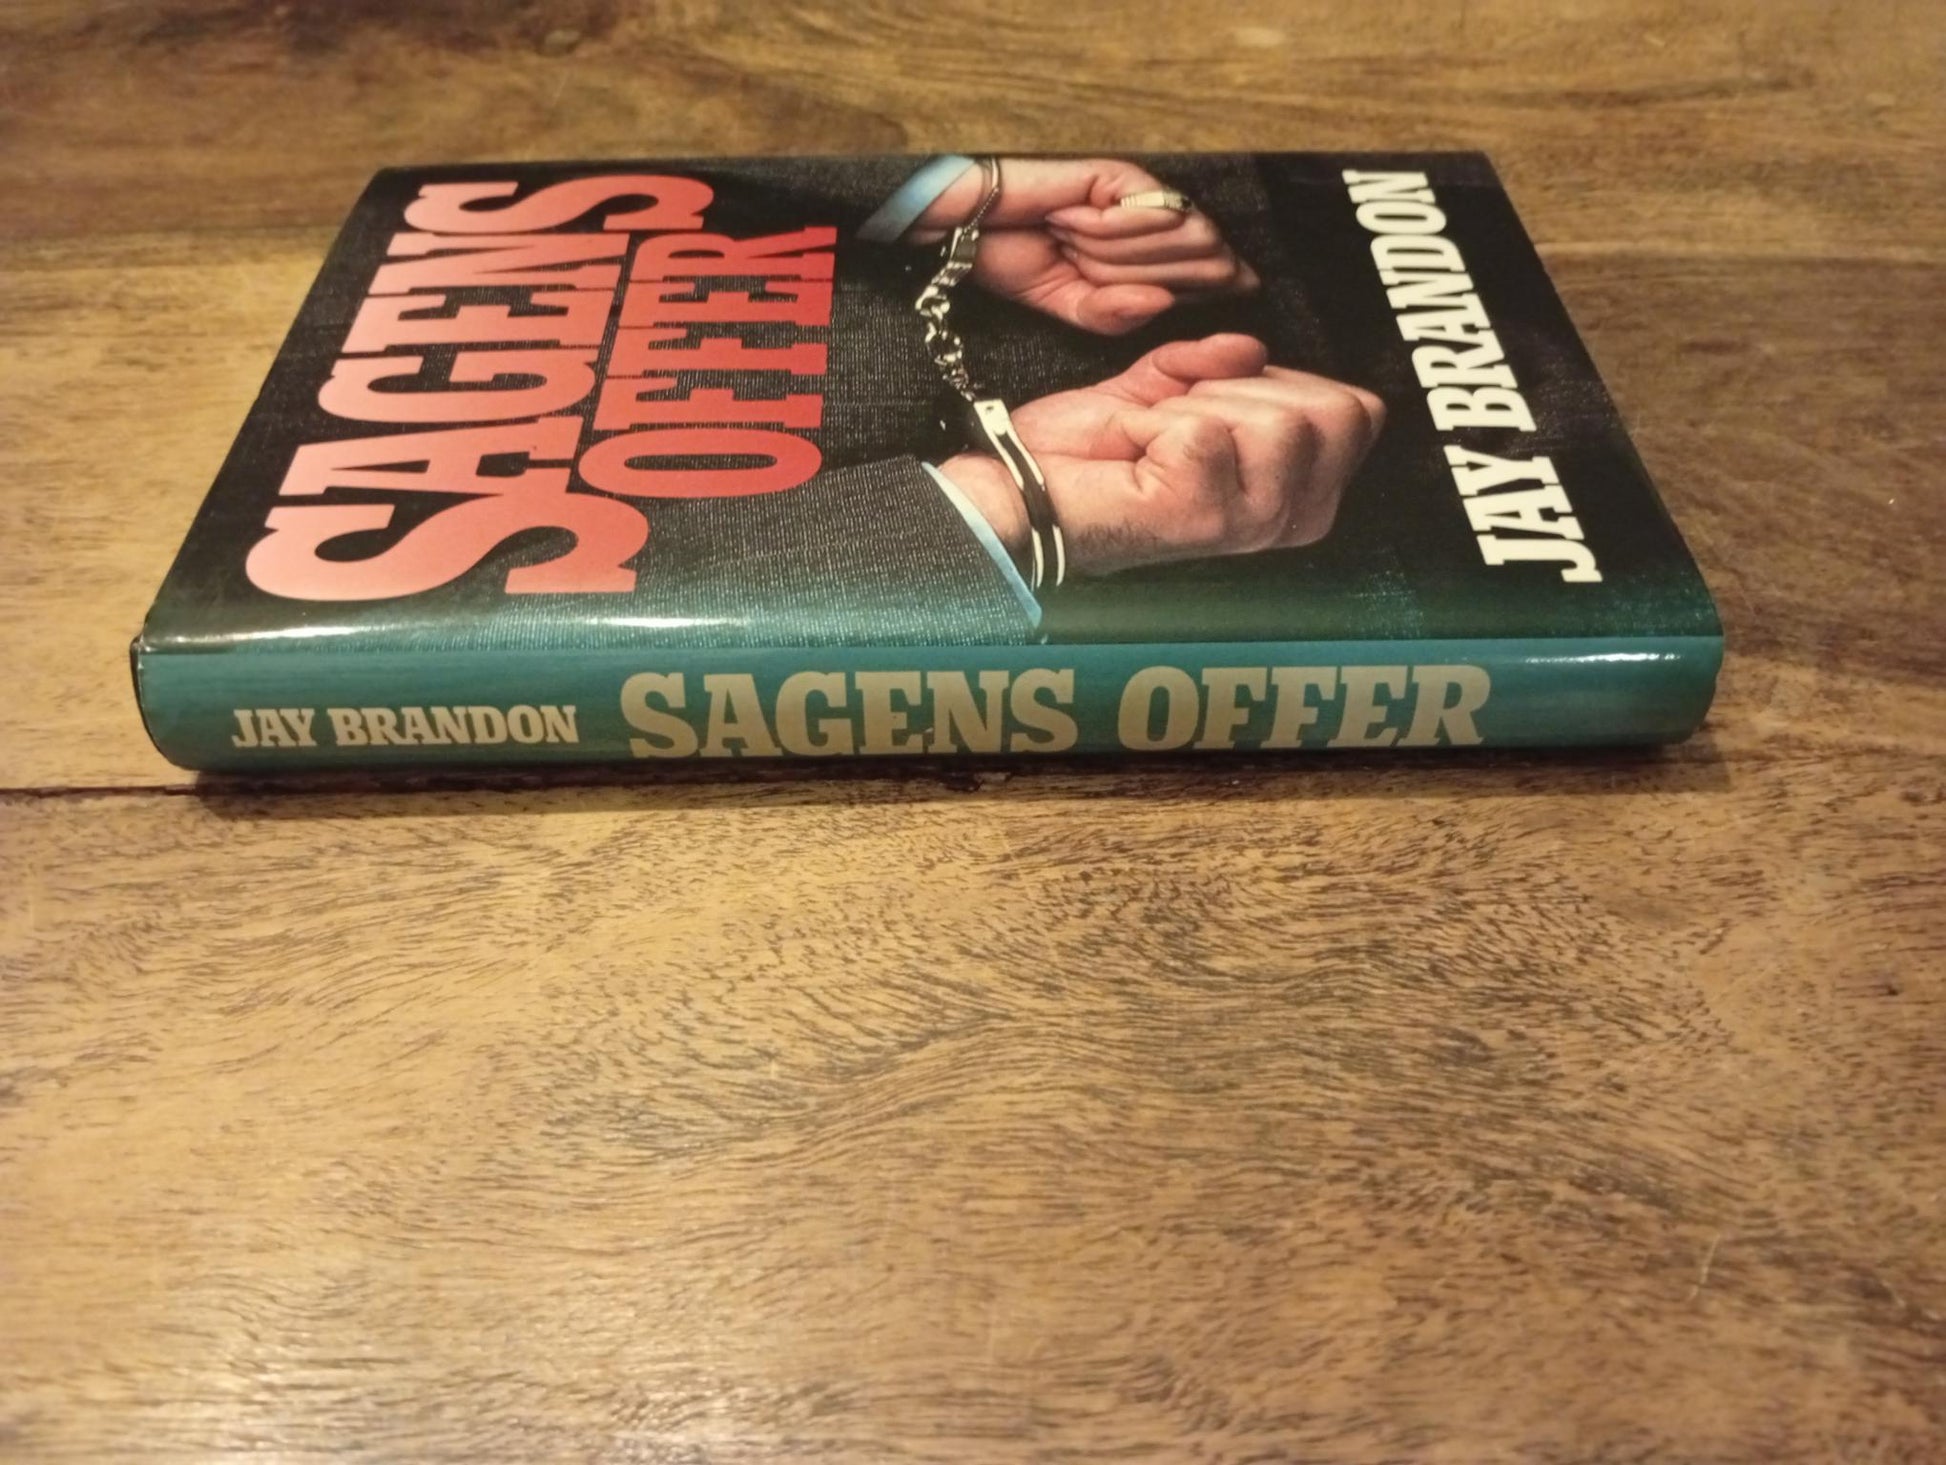 SAGENS
OFFER
JAY BRANDON
JAY BRANDON SAGENS OFFER